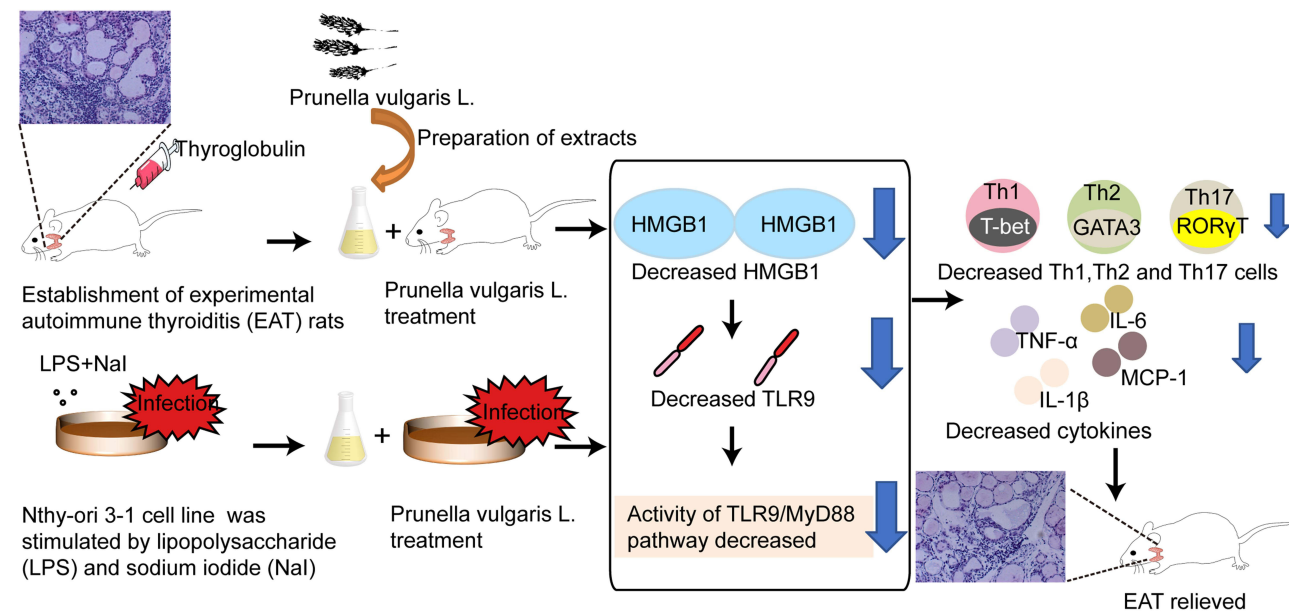 Prunella vulgaris L.
Preparation of extracts
Thyroglobulin
+
Establishment of experimental
autoimmune thyroiditis (EAT) rats
Prunella vulgaris L.
treatment
LPS+NaI
Infection
+
Infection
Nthy-ori 3-1 cell line was
stimulated by lipopolysaccharide
(LPS) and sodium iodide (NaI)
Prunella vulgaris L.
treatment
HMGB1
HMGB1
Decreased HMGB1
Decreased TLR9
Activity of TLR9/MyD88
pathway decreased
Th1
T-bet
Th2
GATA3
Th17
RORγT
Decreased Th1,Th2 and Th17 cells
TNF-α
IL-6
MCP-1
IL-1β
Decreased cytokines
EAT relieved